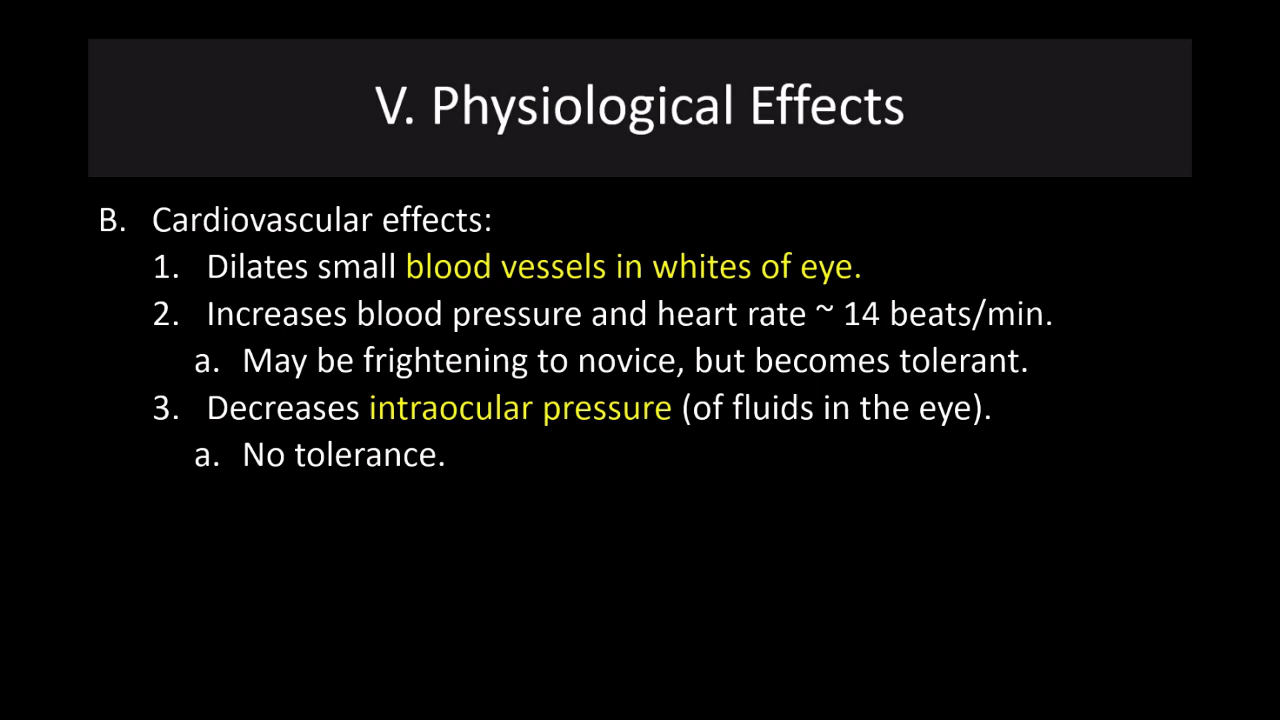 V. Physiological Effects
B. Cardiovascular effects:
1. Dilates small blood vessels in whites of eye.
2. Increases blood pressure and heart rate ~ 14 beats/min.
a. May be frightening to novice, but becomes tolerant.
3. Decreases intraocular pressure (of fluids in the eye).
a. No tolerance.